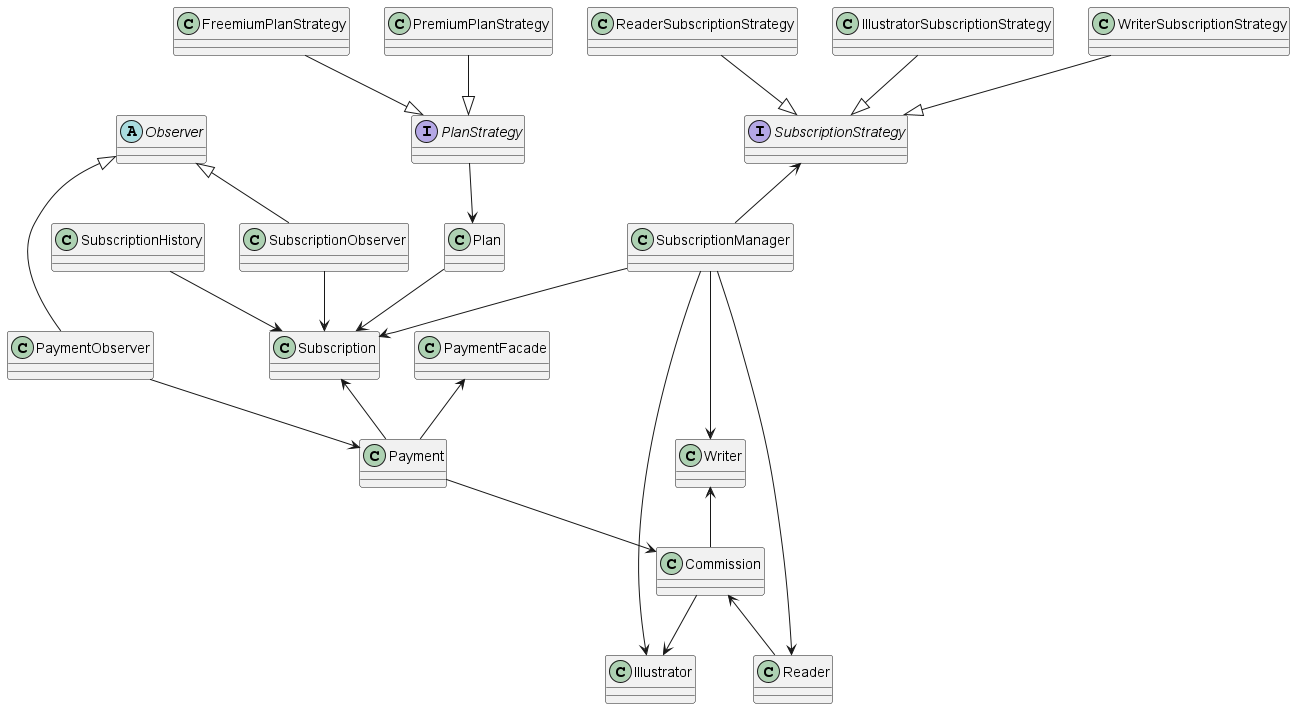 C FreemiumPlanStrategy
C PremiumPlanStrategy
C ReaderSubscriptionStrategy
C IllustratorSubscriptionStrategy
C WriterSubscriptionStrategy
A Observer
I PlanStrategy
I SubscriptionStrategy
C SubscriptionHistory
C SubscriptionObserver
C Plan
C SubscriptionManager
C PaymentObserver
C Subscription
C PaymentFacade
C Payment
C Writer
C Commission
C Illustrator
C Reader